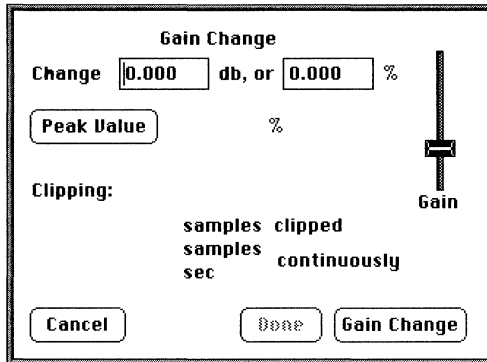 Gain Change
Change 0.000 db, or 0.000 %
Peak Value %
Gain
Clipping:
samples clipped
samples
continuously
sec
Cancel Done Gain Change